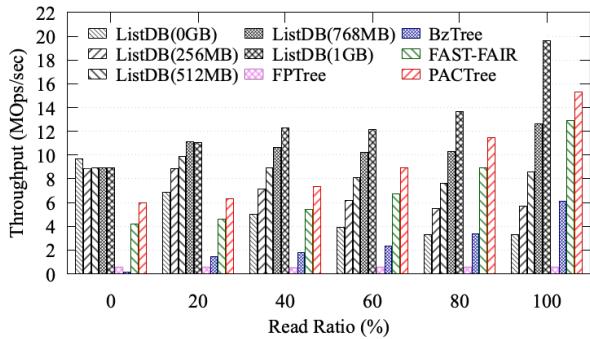 22
20
18
16
14
12
10
8
6
4
2
0
Throughput (MOps/sec)
ListDB(0GB)
ListDB(256MB)
ListDB(512MB)
ListDB(768MB)
ListDB(1GB)
FPTree
BzTree
FAST-FAIR
PACTree
0 20 40 60 80 100
Read Ratio (%)